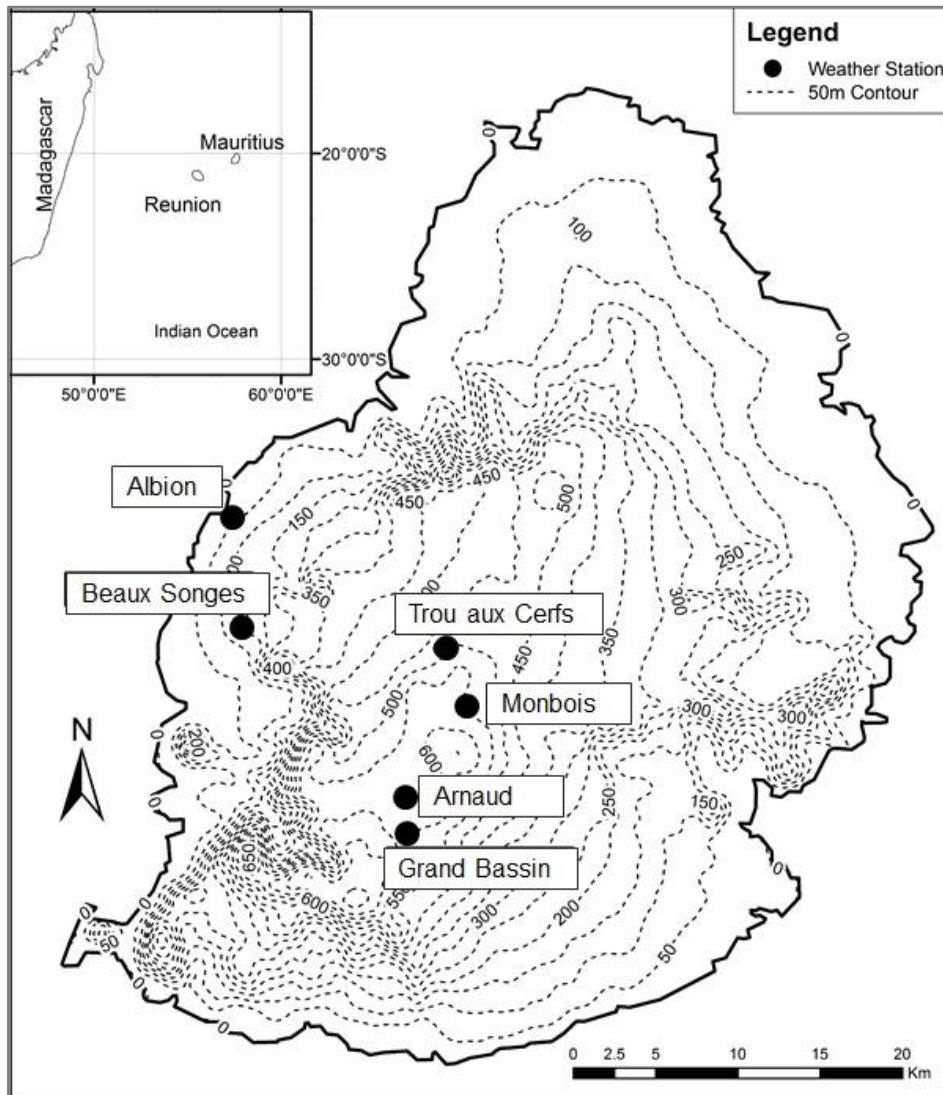 Legend
Weather Station
50m Contour
Madagascar
Mauritius
Reunion
Indian Ocean
20°0'0"S
30°0'0"S
50°0'0"E
60°0'0"E
0
100
0
0
450
450
500
Albion
0
150
250
350
300
Beaux Songes
Trou aux Cerfs
400
450
350
500
Monbois
300
300
N
0
200
600
Arnaud
250
150
0
650
Grand Bassin
0
600
300
200
50
0
0
50
0
0
0 2.5 5 10 15 20
Km